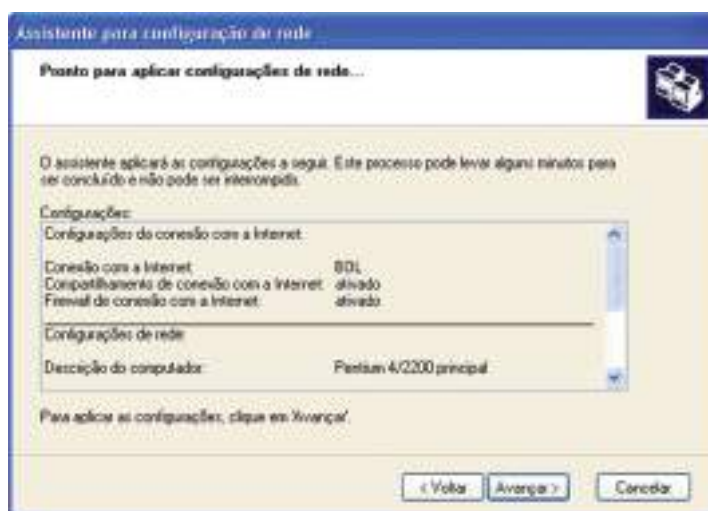 Assistente para configuração de rede
Pronto para aplicar configurações de rede...
O assistente aplicará as configurações a seguir. Este processo pode levar alguns minutos para
ser concluído e não pode ser interrompido.
Configurações:
Configurações da conexão com a Internet:
Conexão com a Internet: BOL
Compartilhamento de conexão com a Internet: ativado
Firewall de conexão com a Internet: ativado
Configurações de rede:
Descrição do computador: Pentium 4/2200 principal
Para aplicar as configurações, clique em 'Avançar'.
< Voltar Avançar > Cancelar